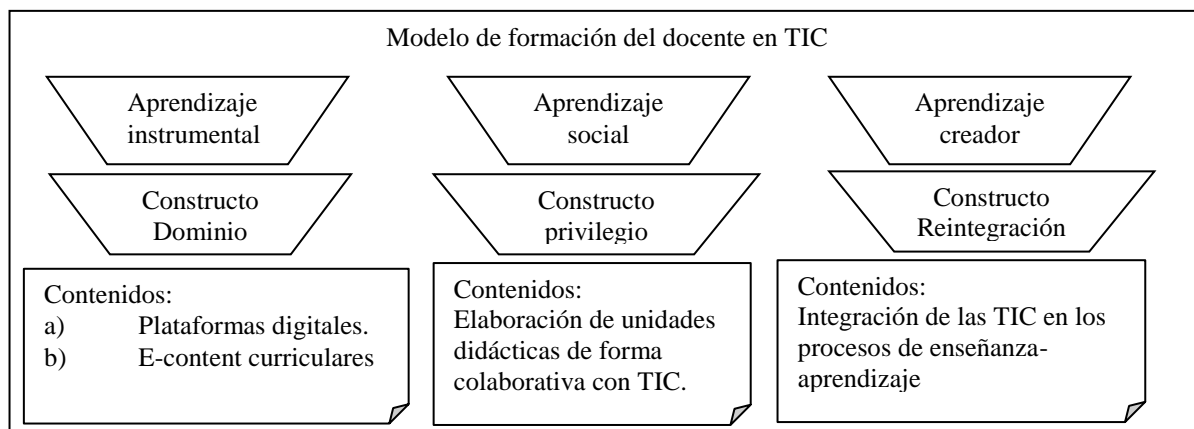 Modelo de formación del docente en TIC
Aprendizaje
instrumental
Constructo
Dominio
Contenidos:
a) Plataformas digitales.
b) E-content curriculares
Aprendizaje
social
Constructo
privilegio
Contenidos:
Elaboración de unidades
didácticas de forma
colaborativa con TIC.
Aprendizaje
creador
Constructo
Reintegración
Contenidos:
Integración de las TIC en los
procesos de enseñanza-
aprendizaje